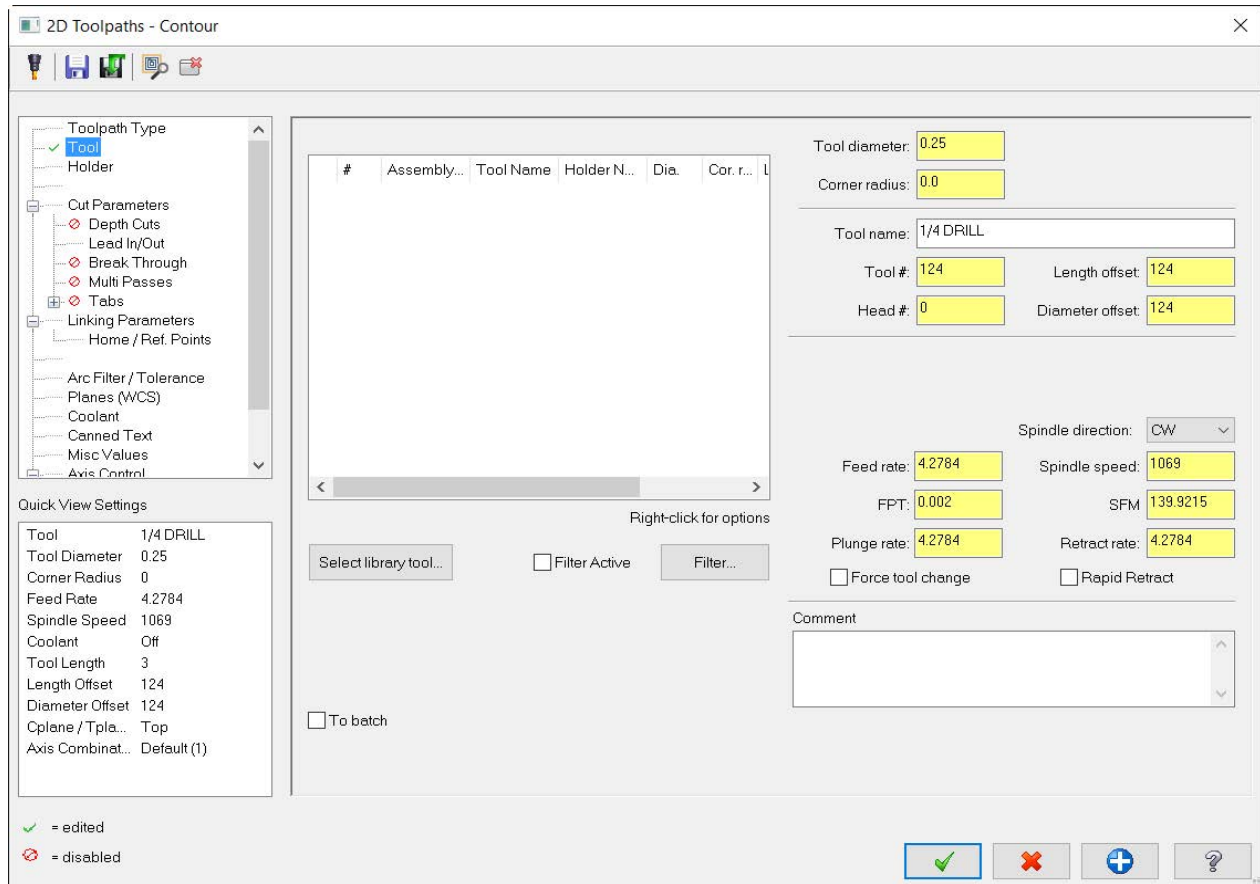 2D Toolpaths - Contour
Toolpath Type
Tool
Holder
Cut Parameters
Depth Cuts
Lead In/Out
Break Through
Multi Passes
Tabs
Linking Parameters
Home / Ref. Points
Arc Filter / Tolerance
Planes (WCS)
Coolant
Canned Text
Misc Values
Axis Control
Quick View Settings
Tool 1/4 DRILL
Tool Diameter 0.25
Corner Radius 0
Feed Rate 4.2784
Spindle Speed 1069
Coolant Off
Tool Length 3
Length Offset 124
Diameter Offset 124
Cplane / Tpla... Top
Axis Combinat... Default (1)
= edited
= disabled
# Assembly... Tool Name Holder N... Dia. Cor. r... L
Right-click for options
Select library tool... Filter Active Filter...
To batch
Tool diameter: 0.25
Corner radius: 0.0
Tool name: 1/4 DRILL
Tool #: 124 Length offset: 124
Head #: 0 Diameter offset: 124
Spindle direction: CW
Feed rate: 4.2784 Spindle speed: 1069
FPT: 0.002 SFM 139.9215
Plunge rate: 4.2784 Retract rate: 4.2784
Force tool change Rapid Retract
Comment